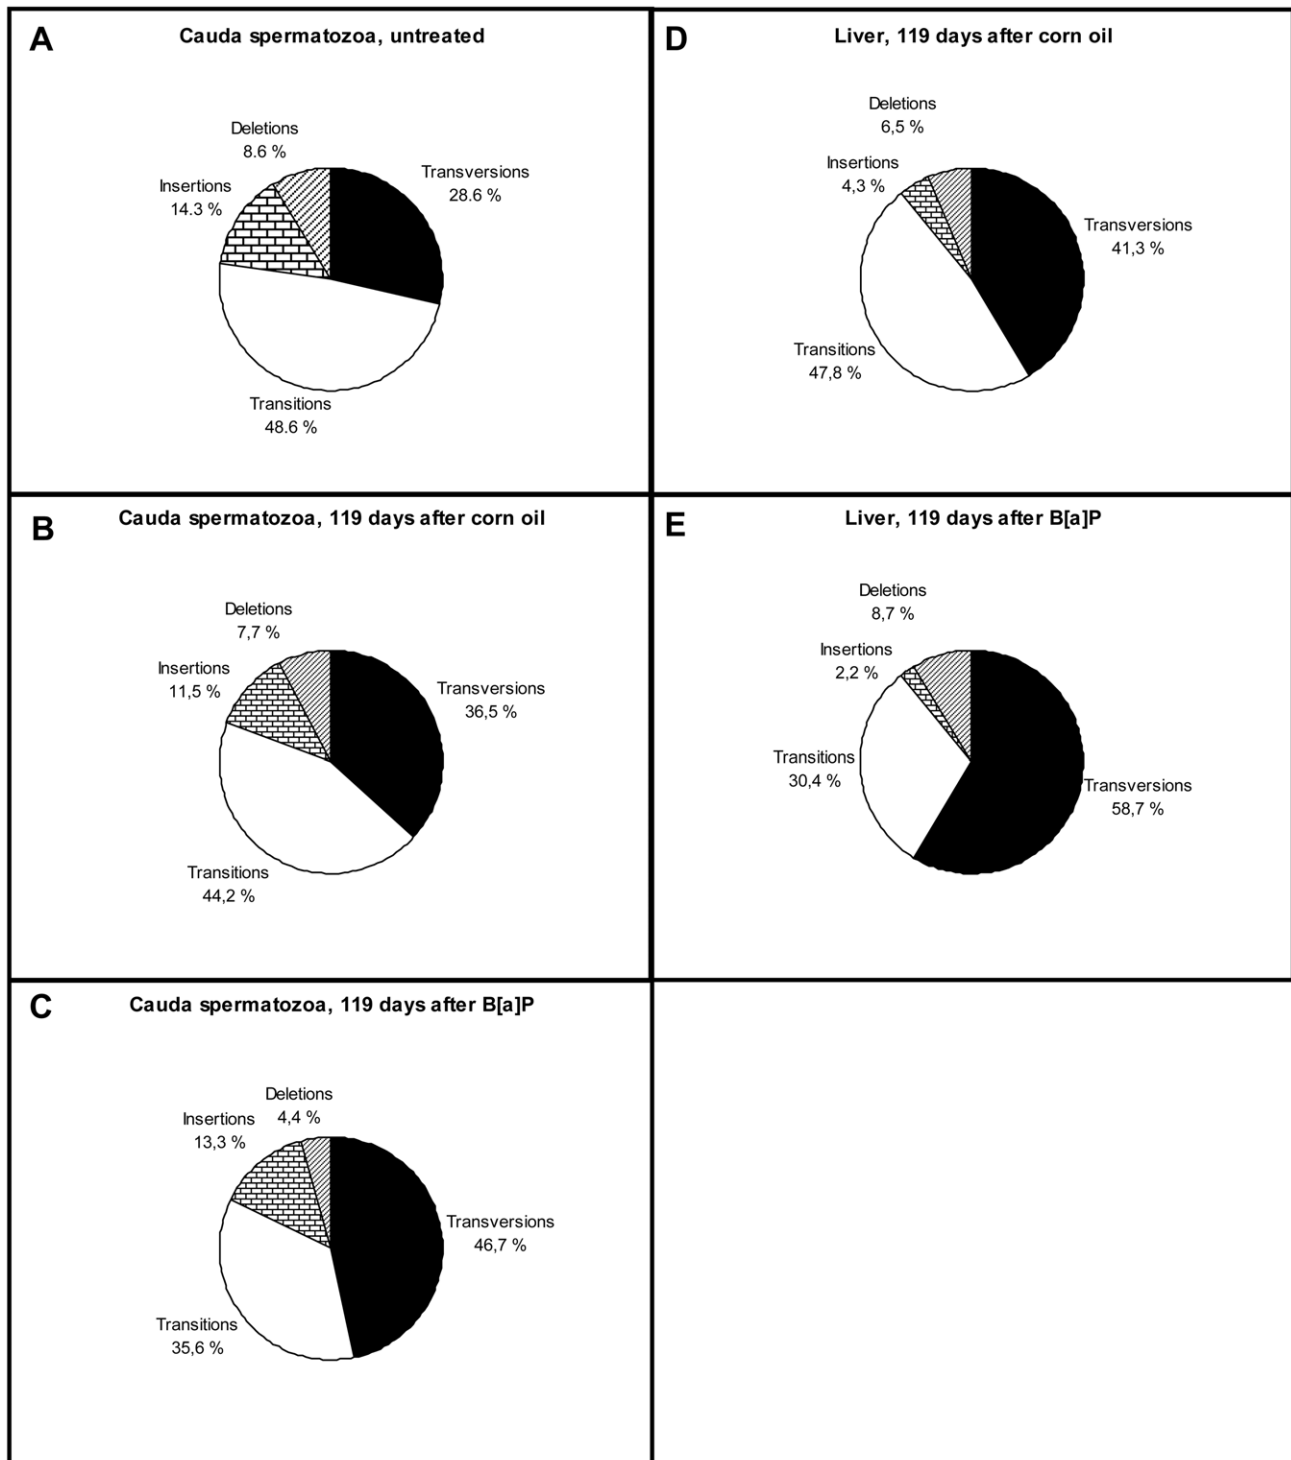 A
Cauda spermatozoa, untreated
Deletions
8.6 %
Insertions
14.3 %
Transversions
28.6 %
Transitions
48.6 %
B
Cauda spermatozoa, 119 days after corn oil
Deletions
7,7 %
Insertions
11,5 %
Transversions
36,5 %
Transitions
44,2 %
C
Cauda spermatozoa, 119 days after B[a]P
Deletions
4,4 %
Insertions
13,3 %
Transversions
46,7 %
Transitions
35,6 %
D
Liver, 119 days after corn oil
Deletions
6,5 %
Insertions
4,3 %
Transversions
41,3 %
Transitions
47,8 %
E
Liver, 119 days after B[a]P
Deletions
8,7 %
Insertions
2,2 %
Transitions
30,4 %
Transversions
58,7 %